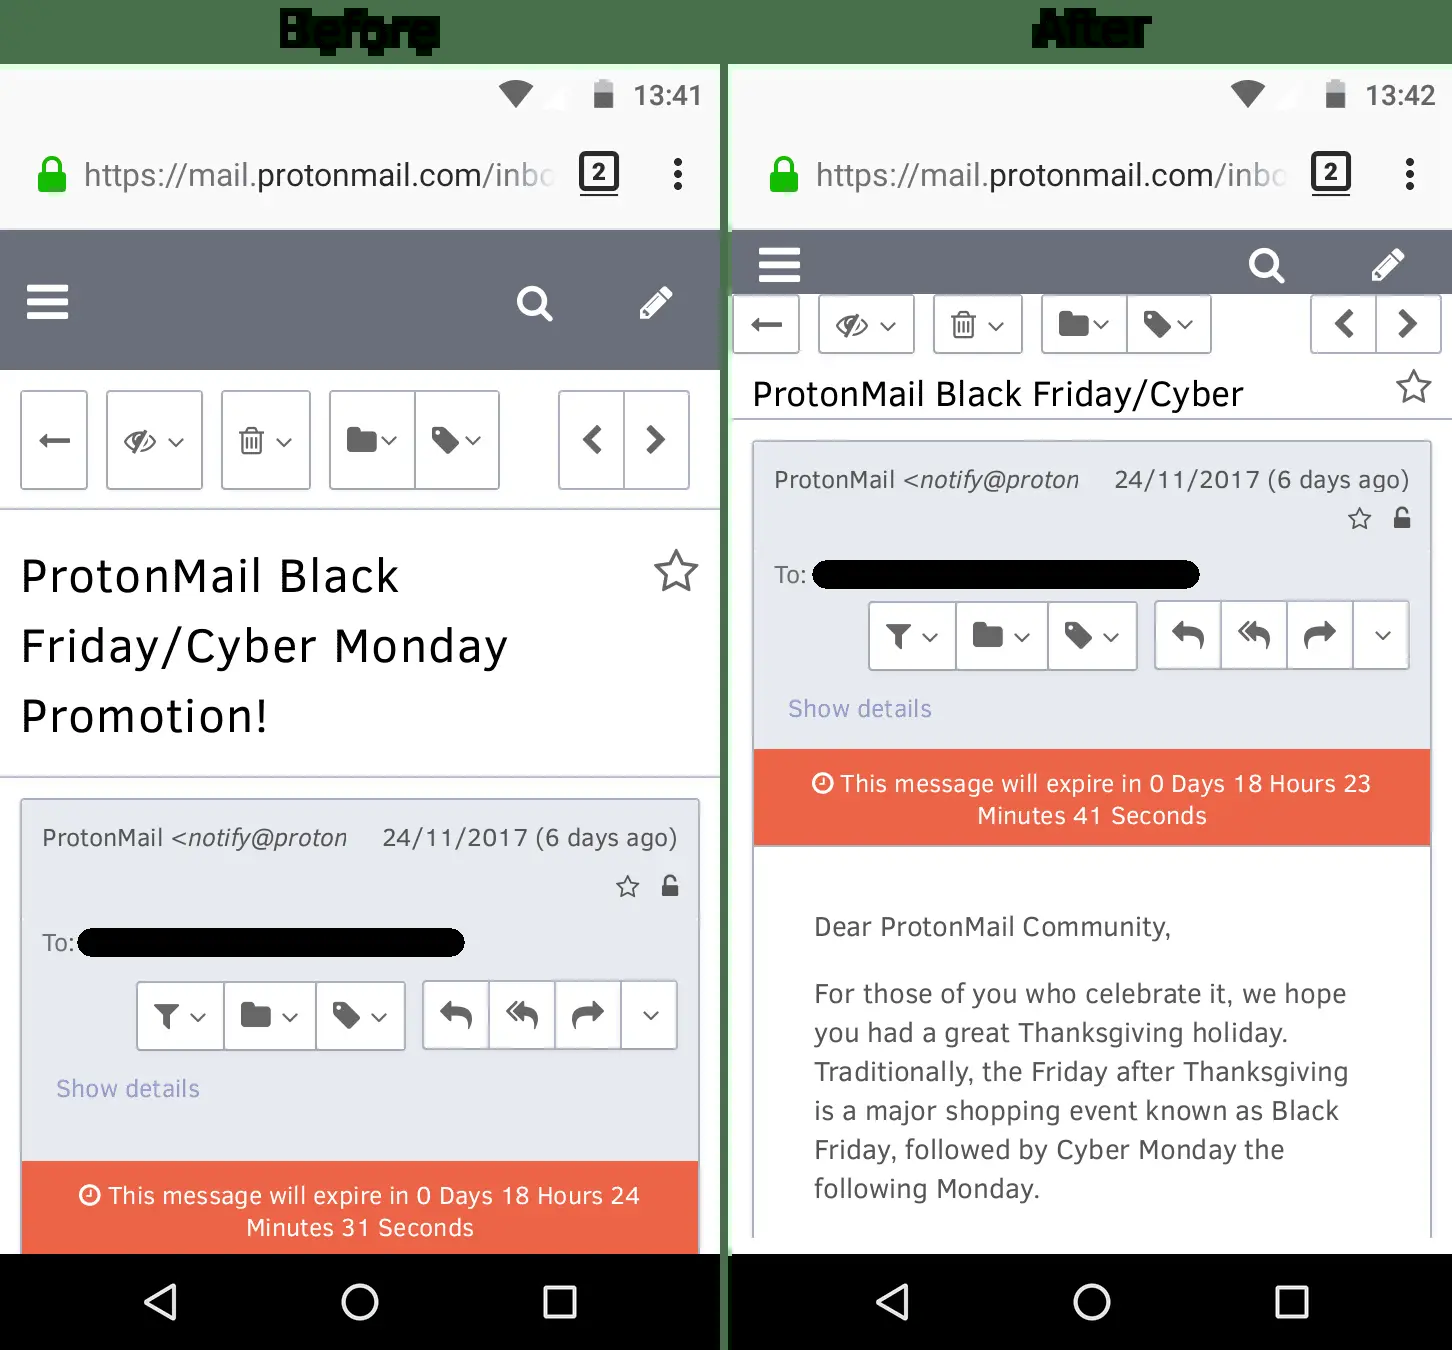 Before
13:41
https://mail.protonmail.com/inbo
2
ProtonMail Black
Friday/Cyber Monday
Promotion!
ProtonMail <notify@proton 24/11/2017 (6 days ago)
To:
Show details
This message will expire in 0 Days 18 Hours 24
Minutes 31 Seconds
After
13:42
https://mail.protonmail.com/inbo
2
ProtonMail Black Friday/Cyber
ProtonMail <notify@proton 24/11/2017 (6 days ago)
To:
Show details
This message will expire in 0 Days 18 Hours 23
Minutes 41 Seconds
Dear ProtonMail Community,
For those of you who celebrate it, we hope
you had a great Thanksgiving holiday.
Traditionally, the Friday after Thanksgiving
is a major shopping event known as Black
Friday, followed by Cyber Monday the
following Monday.